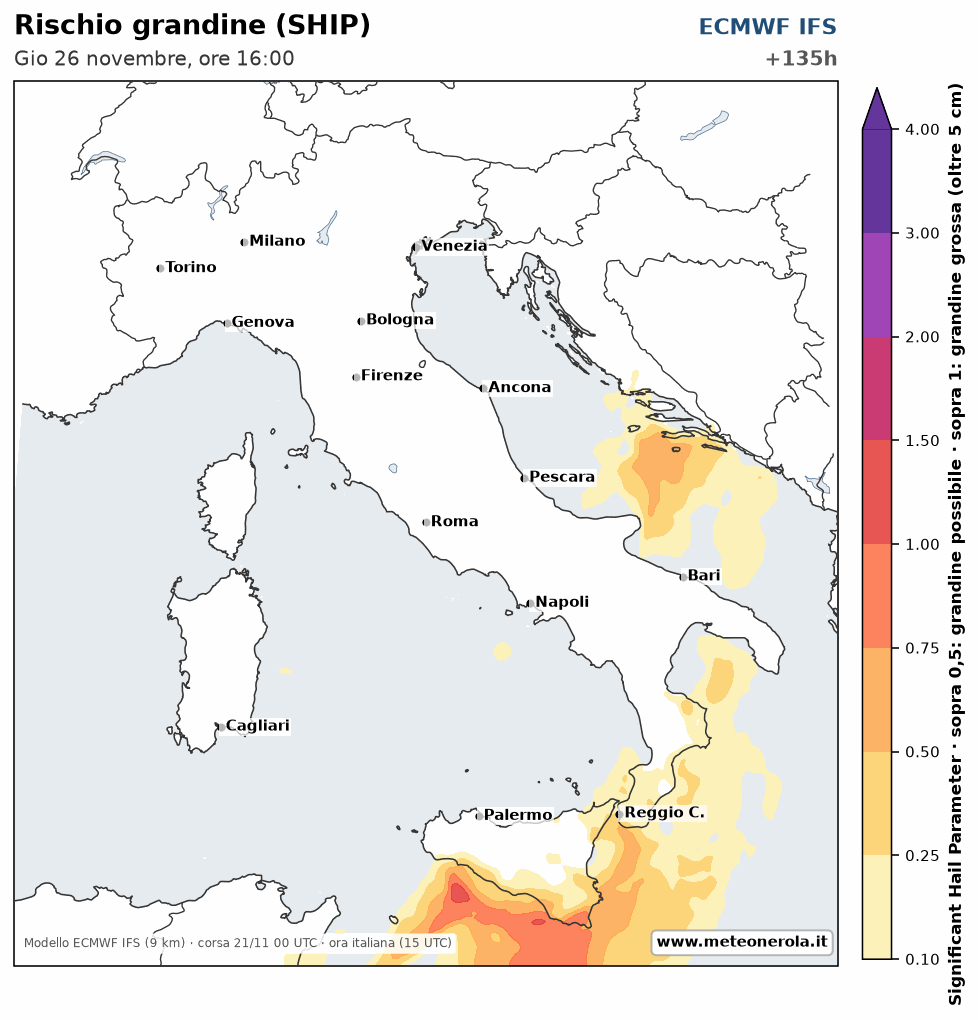 Rischio grandine (SHIP)
ECMWF IFS
Gio 26 novembre, ore 16:00
+135h
Milano
Venezia
Torino
Genova
Bologna
Firenze
Ancona
Pescara
Roma
Bari
Napoli
Cagliari
Palermo
Reggio C.
Modello ECMWF IFS (9 km) · corsa 21/11 00 UTC · ora italiana (15 UTC)
www.meteonerola.it
4.00
3.00
2.00
1.50
1.00
0.75
0.50
0.25
0.10
Significant Hail Parameter · sopra 0,5: grandine possibile · sopra 1: grandine grossa (oltre 5 cm)